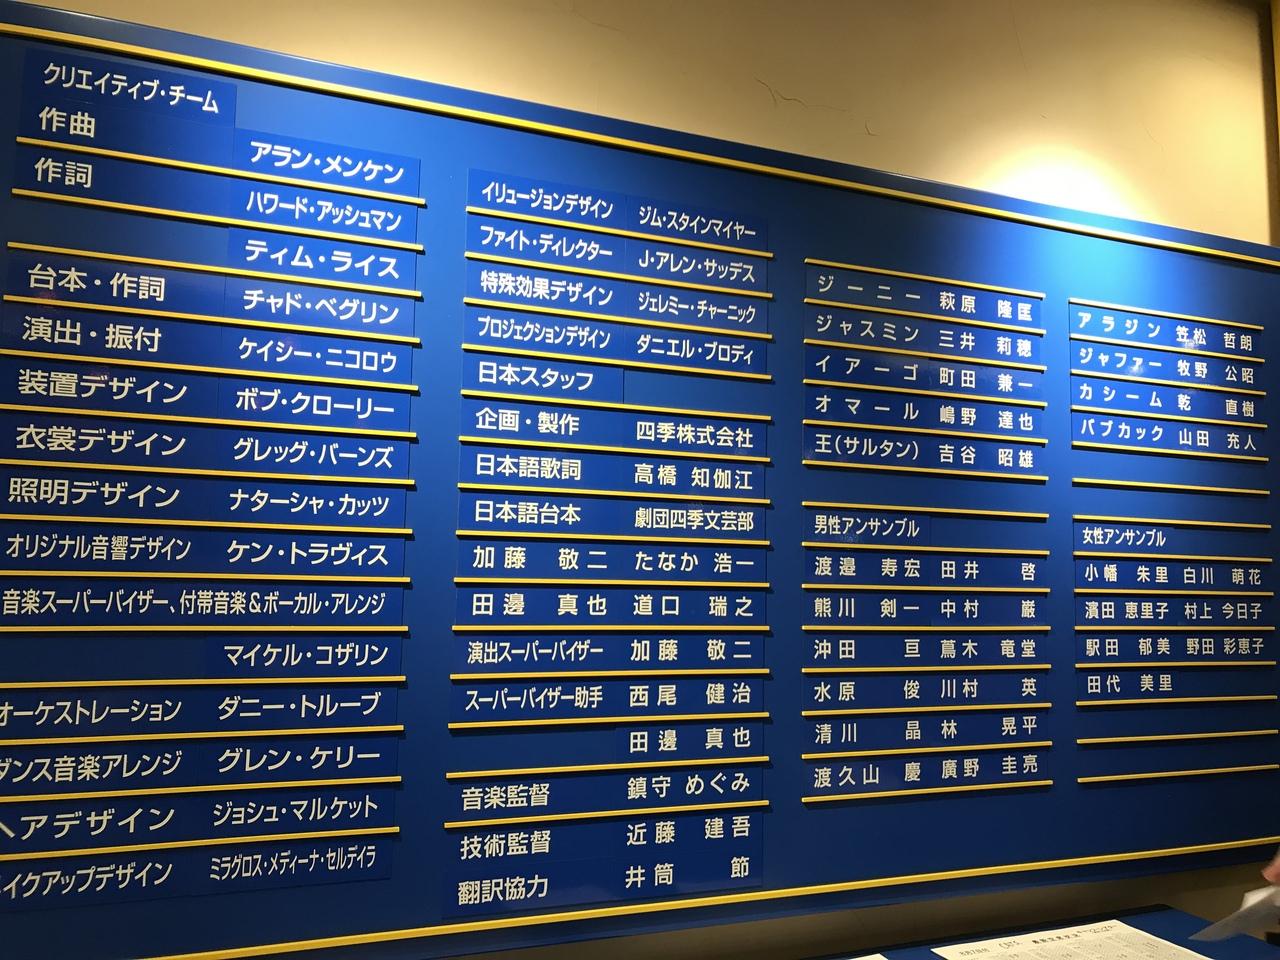 クリエイティブ・チーム
作曲 アラン・メンケン
作詞 ハワード・アッシュマン
ティム・ライス
台本・作詞 チャド・ベグリン
演出・振付 ケイシー・ニコロウ
装置デザイン ボブ・クローリー
衣裳デザイン グレッグ・バーンズ
照明デザイン ナターシャ・カッツ
オリジナル音響デザイン ケン・トラヴィス
音楽スーパーバイザー、付帯音楽&ボーカル・アレンジ
マイケル・コザリン
オーケストレーション ダニー・トルーブ
ダンス音楽アレンジ グレン・ケリー
ヘアデザイン ジョシュ・マルケット
イクアップデザイン ミラグロス・メディーナ・セルデイラ
イリュージョンデザイン ジム・スタインマイヤー
ファイト・ディレクター J・アレン・サッデス
特殊効果デザイン ジェレミー・チャーニック
プロジェクションデザイン ダニエル・ブロディ
日本スタッフ
企画・製作 四季株式会社
日本語歌詞 高橋 知伽江
日本語台本 劇団四季文芸部
加藤 敬二 たなか 浩一
田邊 真也 道口 瑞之
演出スーパーバイザー 加藤 敬二
スーパーバイザー助手 西尾 健治
田邊 真也
音楽監督 鎮守 めぐみ
技術監督 近藤 建吾
翻訳協力 井筒 節
ジーニー 萩原 隆匡
ジャスミン 三井 莉穂
イアーゴ 町田 兼一
オマール 嶋野 達也
王(サルタン) 吉谷 昭雄
男性アンサンブル
渡邉 寿宏 田井 啓
熊川 剣一 中村 巌
沖田 亘 蔦木 竜堂
水原 俊 川村 英
清川 晶 林 晃平
渡久山 慶 廣野 圭亮
アラジン 笠松 哲朗
ジャファー 牧野 公昭
カシーム 乾 直樹
バブカック 山田 充人
女性アンサンブル
小幡 朱里 白川 萌花
濱田 恵里子 村上 今日子
駅田 郁美 野田 彩恵子
田代 美里